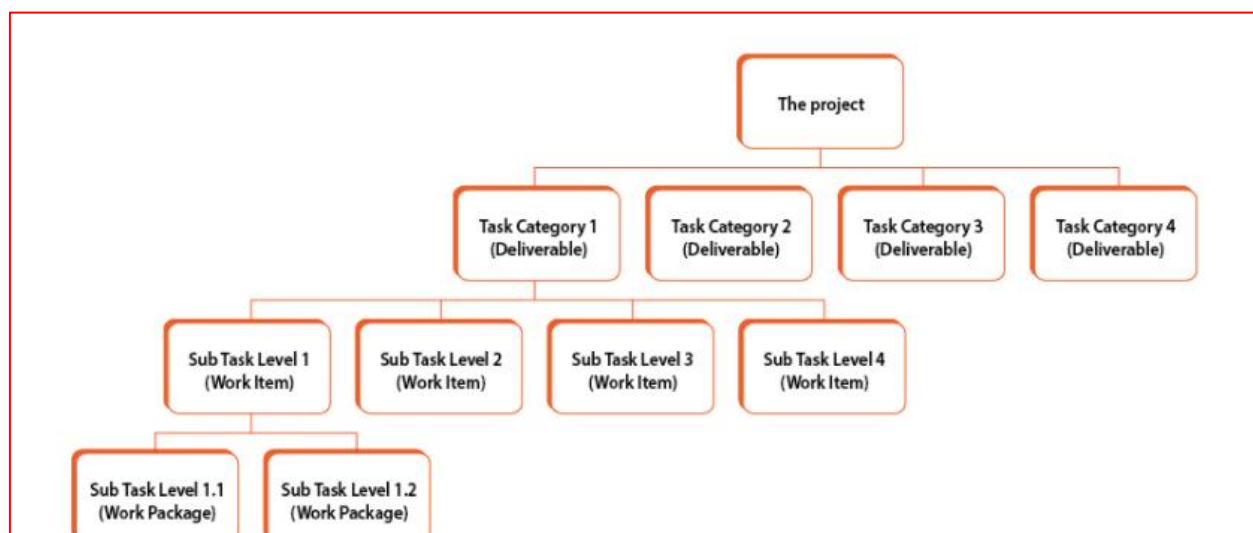 The project
Task Category 1
(Deliverable)
Task Category 2
(Deliverable)
Task Category 3
(Deliverable)
Task Category 4
(Deliverable)
Sub Task Level 1
(Work Item)
Sub Task Level 2
(Work Item)
Sub Task Level 3
(Work Item)
Sub Task Level 4
(Work Item)
Sub Task Level 1.1
(Work Package)
Sub Task Level 1.2
(Work Package)